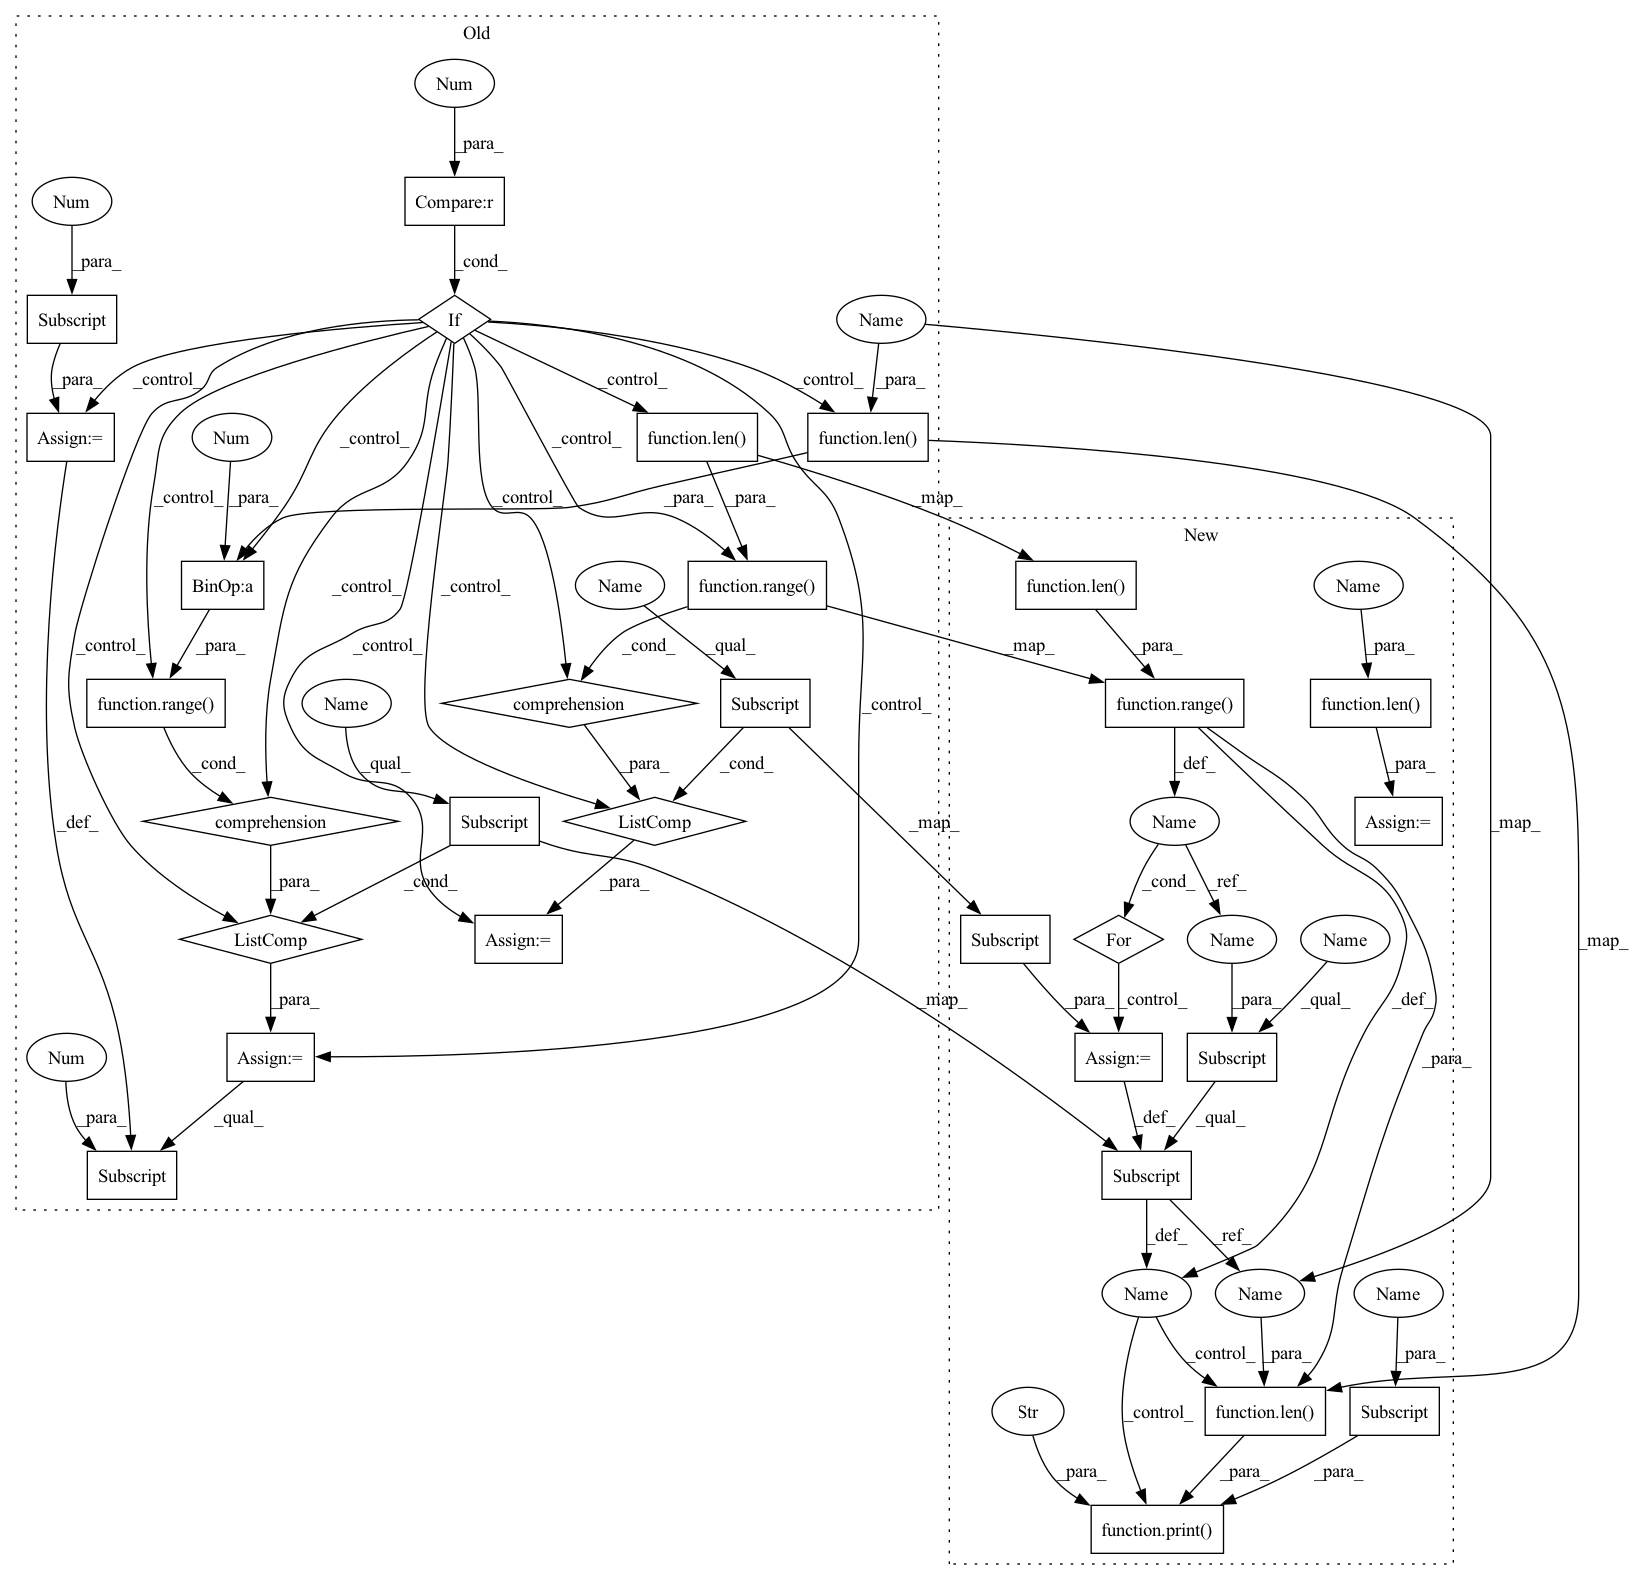 Old
Num
_para_
Num
Compare:r
_para_
_cond_
Subscript
If
Name
_para_
_control_
_control_
_control_
_para_
Assign:=
Num
_control_
_control_
function.len()
function.len()
_control_
_para_
_control_
_para_
_para_
_map_
New
BinOp:a
Name
function.range()
function.len()
Name
_control_
_control_
_control_
_para_
_control_
_cond_
_qual_
_map_
_para_
_para_
function.range()
Name
comprehension
Subscript
_control_
function.range()
function.len()
_cond_
_qual_
_para_
_cond_
_def_
_para_
_def_
comprehension
Subscript
ListComp
_map_
Name
Assign:=
_map_
_para_
_cond_
_para_
_cond_
_ref_
ListComp
Assign:=
Subscript
For
Name
Name
_map_
_para_
_map_
_para_
_control_
_para_
_qual_
_def_
Num
Assign:=
Assign:=
Subscript
_para_
_para_
_qual_
_def_
_qual_
Subscript
Subscript
_def_
_ref_
Name
Name
Name
_control_
_para_
_para_
Str
function.len()
Subscript
_control_
_para_
_para_
_para_
function.print()